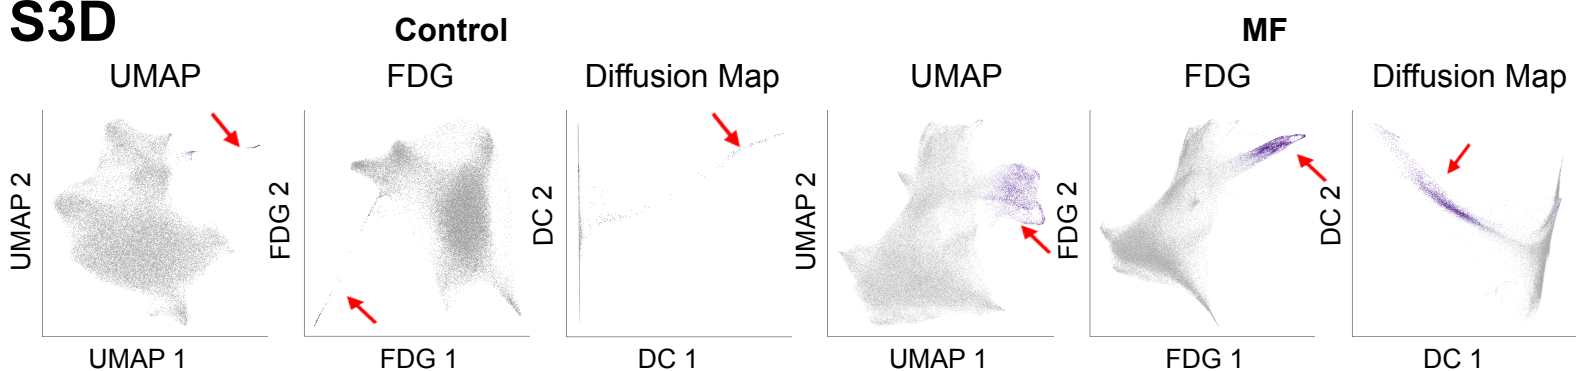 S3D
Control
MF
UMAP
FDG
Diffusion Map
UMAP
FDG
Diffusion Map
UMAP 2
FDG 2
DC 2
UMAP 2
FDG 2
DC 2
UMAP 1
FDG 1
DC 1
UMAP 1
FDG 1
DC 1